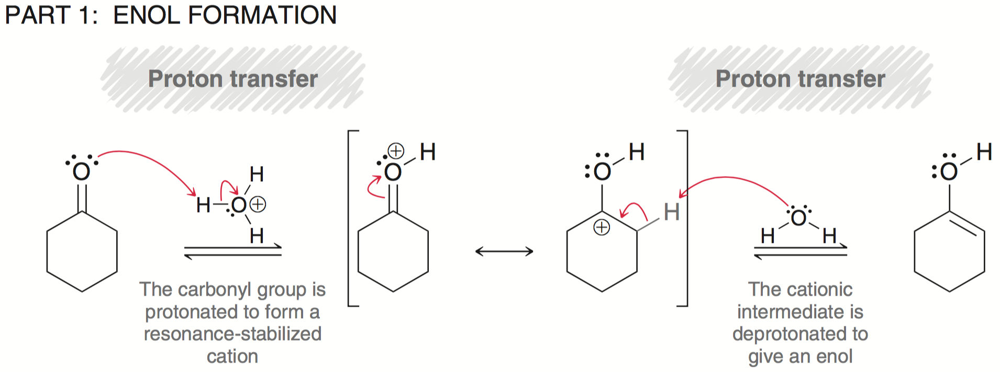 PART 1: ENOL FORMATION
Proton transfer
Proton transfer
O
H
H
O
⊕
H
⊕
H
O
H
O
⊕
H
O
H
H
H
O
The carbonyl group is
protonated to form a
resonance-stabilized
cation
The cationic
intermediate is
deprotonated to
give an enol